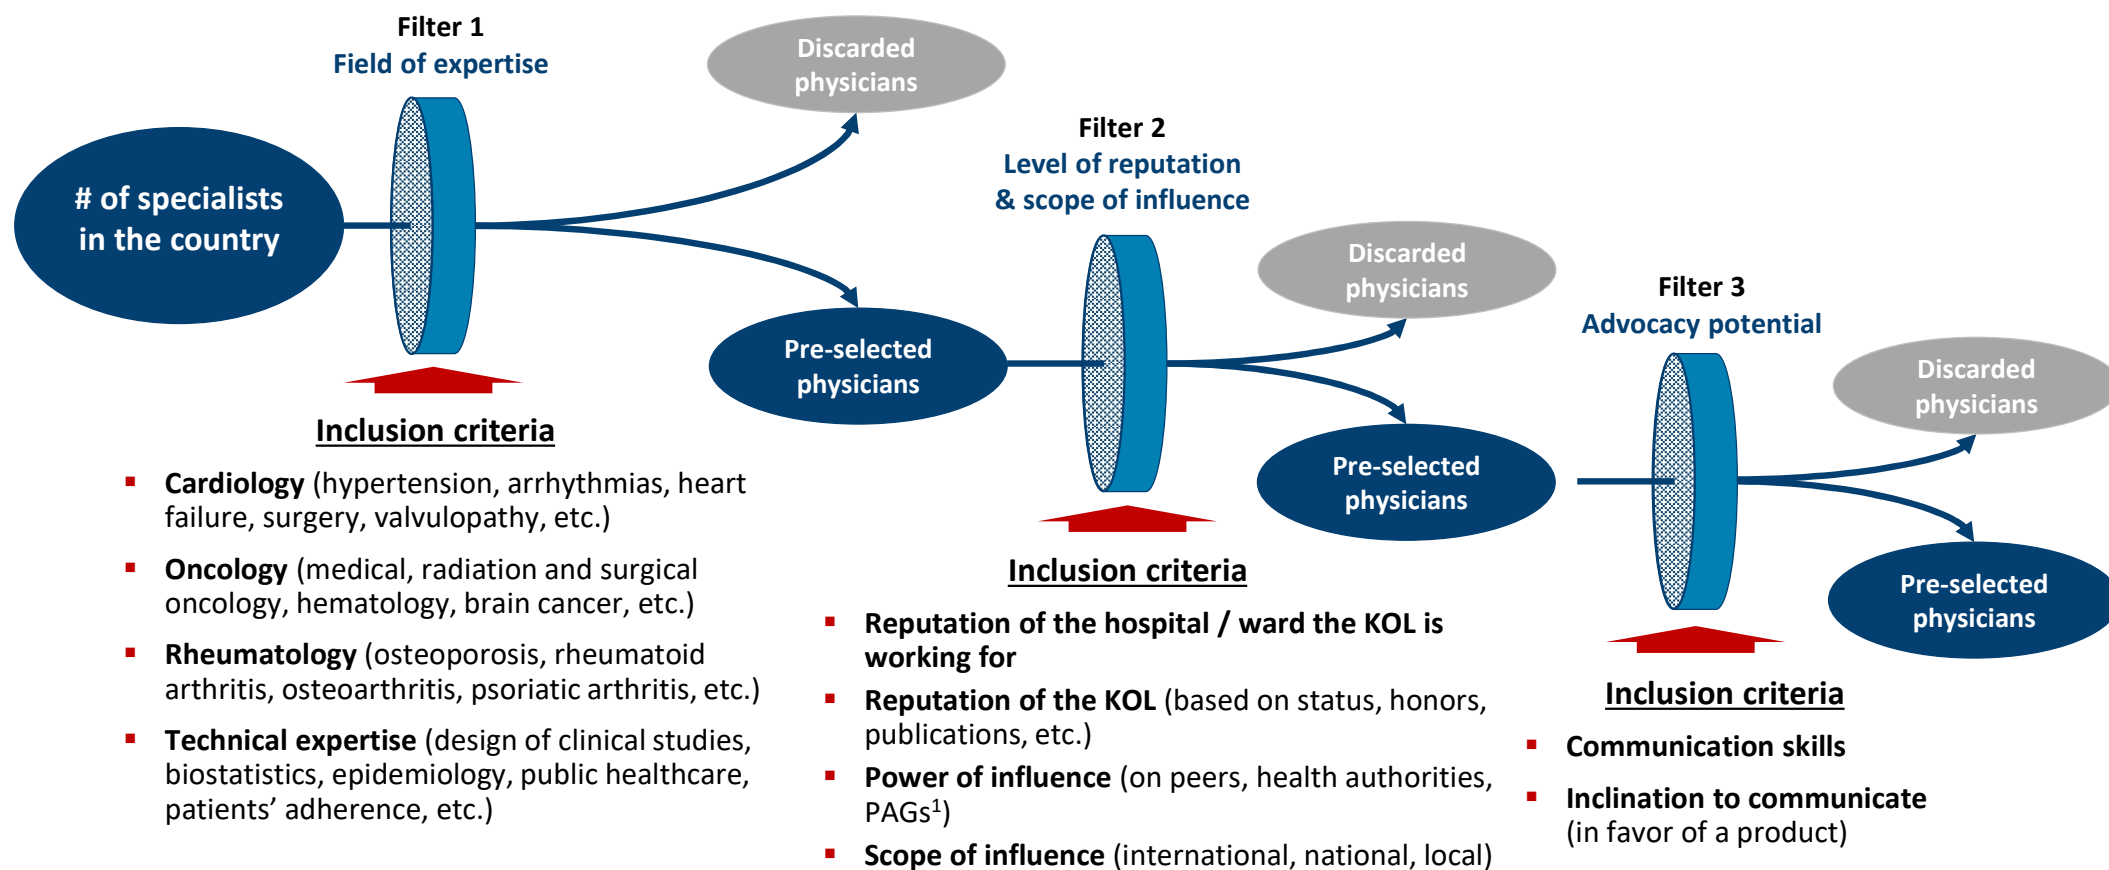 Filter 1
Field of expertise
Discarded
physicians
# of specialists
in the country
Pre-selected
physicians
Inclusion criteria
▪ Cardiology (hypertension, arrhythmias, heart
failure, surgery, valvulopathy, etc.)
▪ Oncology (medical, radiation and surgical
oncology, hematology, brain cancer, etc.)
▪ Rheumatology (osteoporosis, rheumatoid
arthritis, osteoarthritis, psoriatic arthritis, etc.)
▪ Technical expertise (design of clinical studies,
biostatistics, epidemiology, public healthcare,
patients’ adherence, etc.)
Filter 2
Level of reputation
& scope of influence
Discarded
physicians
Pre-selected
physicians
Inclusion criteria
▪ Reputation of the hospital / ward the KOL is
working for
▪ Reputation of the KOL (based on status, honors,
publications, etc.)
▪ Power of influence (on peers, health authorities,
PAGs¹)
▪ Scope of influence (international, national, local)
Filter 3
Advocacy potential
Discarded
physicians
Pre-selected
physicians
Inclusion criteria
▪ Communication skills
▪ Inclination to communicate
(in favor of a product)